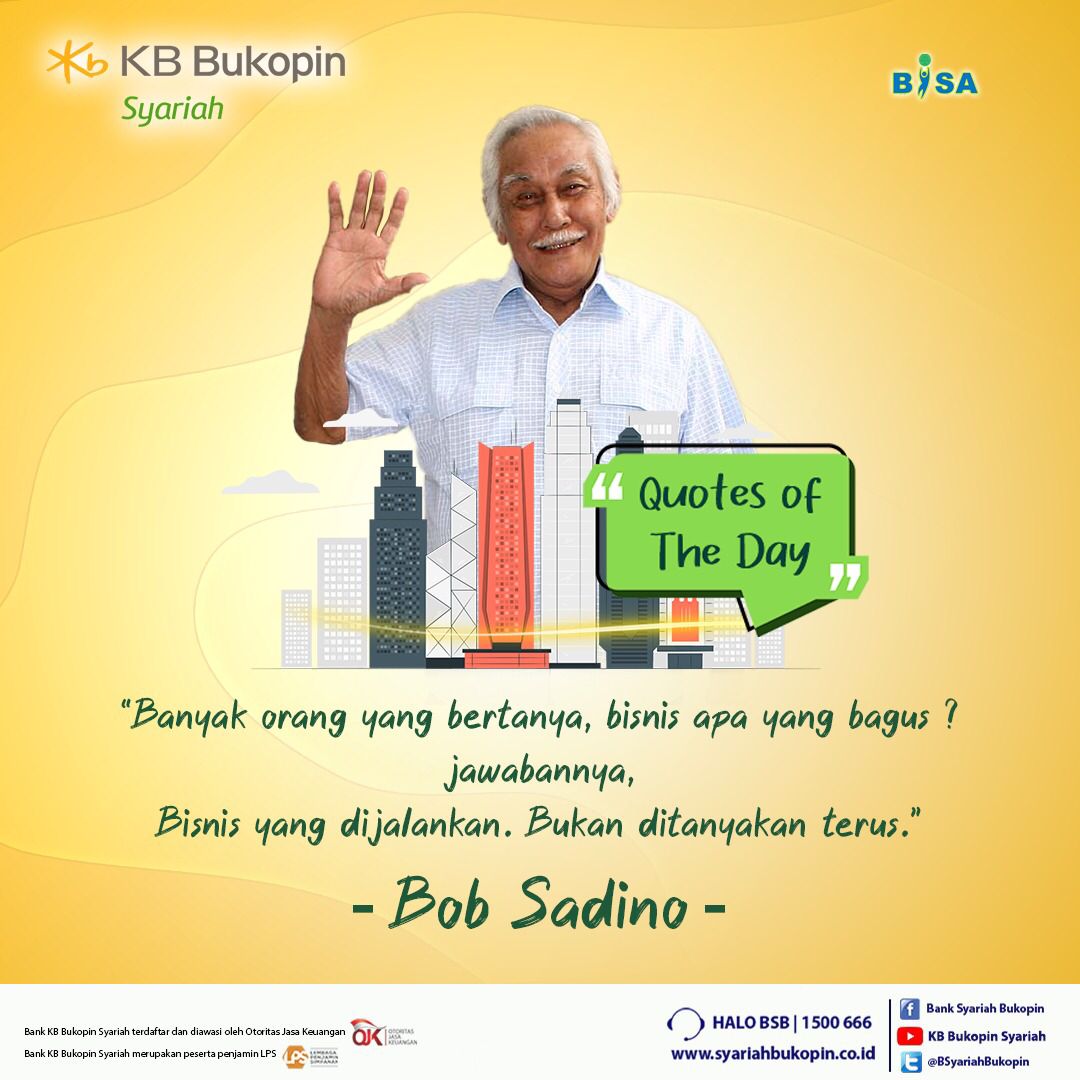 KB Bukopin
Syariah
BISA
Quotes of
The Day
"Banyak orang yang bertanya, bisnis apa yang bagus ?
jawabannya,
Bisnis yang dijalankan. Bukan ditanyakan terus."
- Bob Sadino -
Bank KB Bukopin Syariah terdaftar dan diawasi oleh Otoritas Jasa Keuangan
OJK
OTORITAS
JASA
KEUANGAN
Bank KB Bukopin Syariah merupakan peserta penjamin LPS
LPS
LEMBAGA
PENJAMIN
SIMPANAN
HALO BSB | 1500 666
www.syariahbukopin.co.id
Bank Syariah Bukopin
KB Bukopin Syariah
@BSyariahBukopin